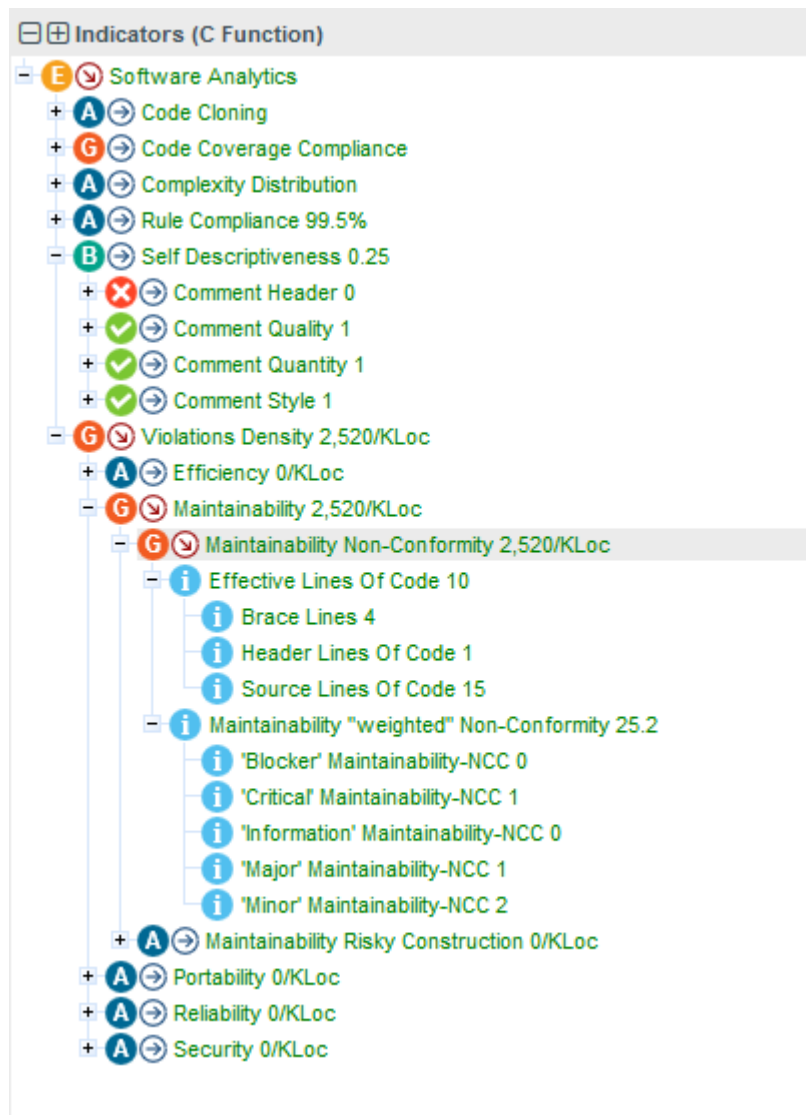 Indicators (C Function)
E Software Analytics
A Code Cloning
G Code Coverage Compliance
A Complexity Distribution
A Rule Compliance 99.5%
B Self Descriptiveness 0.25
Comment Header 0
Comment Quality 1
Comment Quantity 1
Comment Style 1
G Violations Density 2,520/KLoc
A Efficiency 0/KLoc
G Maintainability 2,520/KLoc
G Maintainability Non-Conformity 2,520/KLoc
i Effective Lines Of Code 10
i Brace Lines 4
i Header Lines Of Code 1
i Source Lines Of Code 15
i Maintainability "weighted" Non-Conformity 25.2
i 'Blocker' Maintainability-NCC 0
i 'Critical' Maintainability-NCC 1
i 'Information' Maintainability-NCC 0
i 'Major' Maintainability-NCC 1
i 'Minor' Maintainability-NCC 2
A Maintainability Risky Construction 0/KLoc
A Portability 0/KLoc
A Reliability 0/KLoc
A Security 0/KLoc